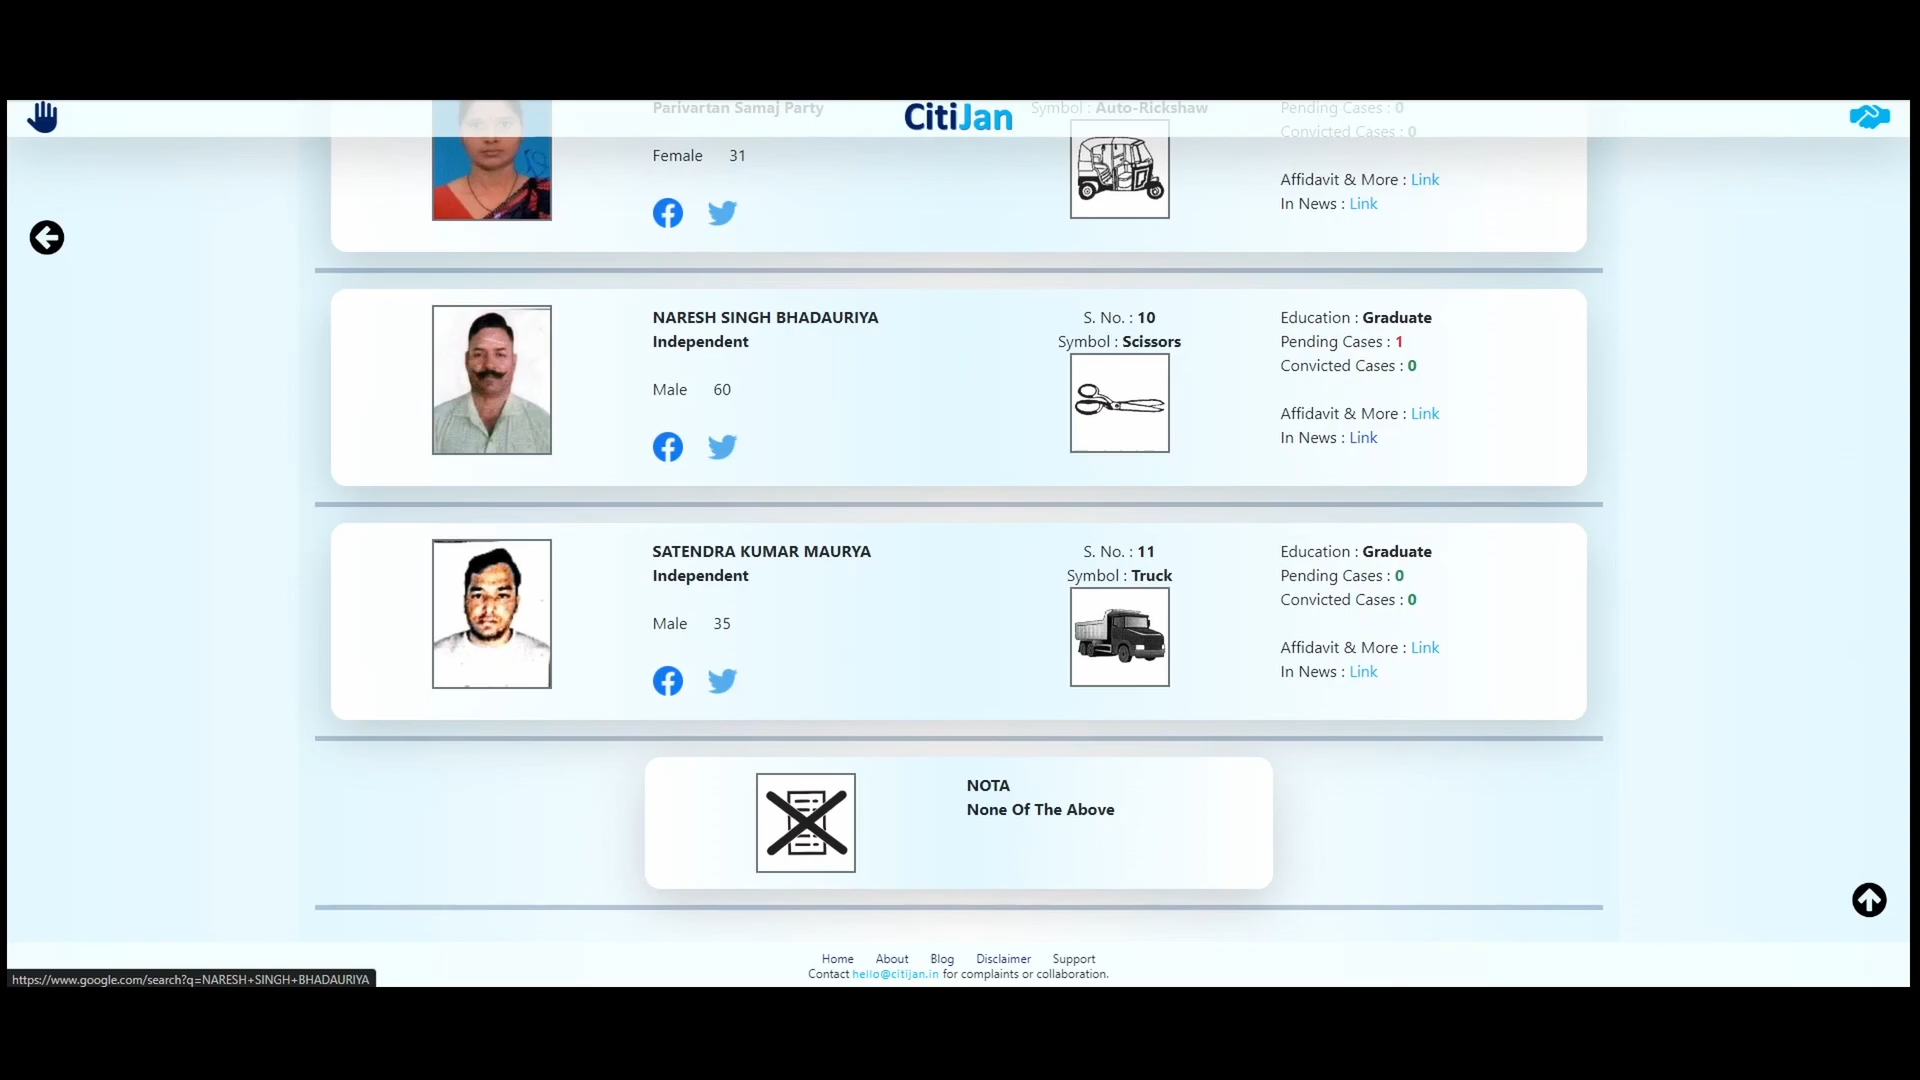 Parivartan Samaj Party
CitiJan
Symbol : Auto-Rickshaw
Pending Cases : 0
Convicted Cases : 0
Female 31
Affidavit & More : Link
In News : Link
NARESH SINGH BHADAURIYA
Independent
Male 60
S. No. : 10
Symbol : Scissors
Education : Graduate
Pending Cases : 1
Convicted Cases : 0
Affidavit & More : Link
In News : Link
SATENDRA KUMAR MAURYA
Independent
Male 35
S. No. : 11
Symbol : Truck
Education : Graduate
Pending Cases : 0
Convicted Cases : 0
Affidavit & More : Link
In News : Link
NOTA
None Of The Above
Home About Blog Disclaimer Support
Contact hello@citijan.in for complaints or collaboration.
https://www.google.com/search?q=NARESH+SINGH+BHADAURIYA